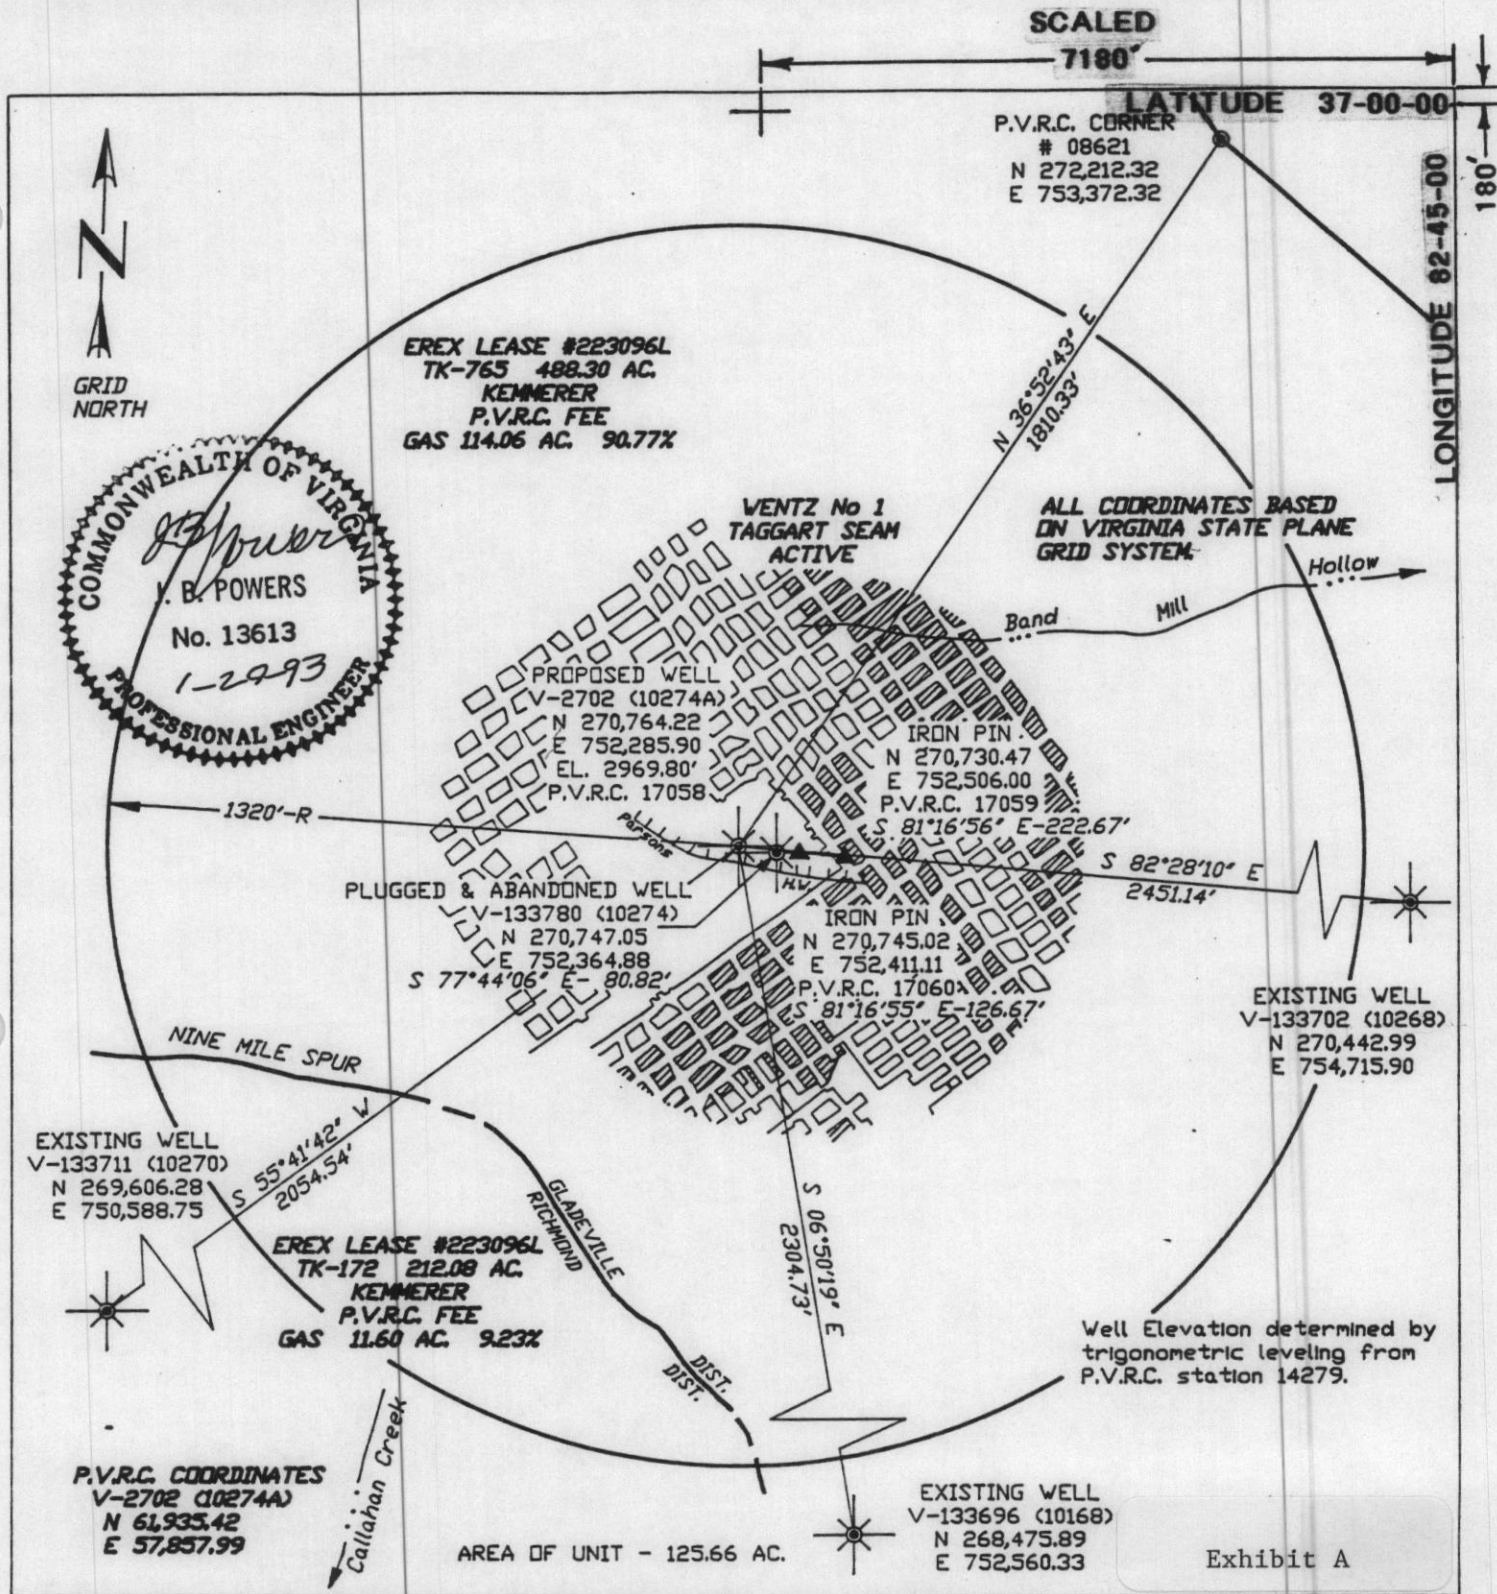 SCALED
7180'
LATITUDE 37-00-00
180'
LONGITUDE 82-45-00
P.V.R.C. CORNER
# 08621
N 272,212.32
E 753,372.32
N
GRID
NORTH
EREX LEASE #223096L
TK-765 488.30 AC.
KEMMERER
P.V.R.C. FEE
GAS 114.06 AC. 90.77%
N 36°52'43" E
1810.33'
COMMONWEALTH OF VIRGINIA
J. B. POWERS
No. 13613
PROFESSIONAL ENGINEER
WENTZ No 1
TAGGART SEAM
ACTIVE
ALL COORDINATES BASED
ON VIRGINIA STATE PLANE
GRID SYSTEM.
Band Mill Hollow
PROPOSED WELL
V-2702 (10274A)
N 270,764.22
E 752,285.90
EL. 2969.80'
P.V.R.C. 17058
IRON PIN
N 270,730.47
E 752,506.00
P.V.R.C. 17059
S 81°16'56" E-222.67'
1320'-R
Parsons
H.W.
S 82°28'10" E
2451.14'
PLUGGED & ABANDONED WELL
V-133780 (10274)
N 270,747.05
E 752,364.88
S 77°44'06" E- 80.82'
IRON PIN
N 270,745.02
E 752,411.11
P.V.R.C. 17060
S 81°16'55" E-126.67'
EXISTING WELL
V-133702 (10268)
N 270,442.99
E 754,715.90
NINE MILE SPUR
EXISTING WELL
V-133711 (10270)
N 269,606.28
E 750,588.75
S 55°41'42" W
2054.54'
GLADEVILLE DIST.
RICHMOND DIST.
S 06°50'19" E
2304.73'
EREX LEASE #223096L
TK-172 212.08 AC.
KEMMERER
P.V.R.C. FEE
GAS 11.60 AC. 9.23%
Well Elevation determined by
trigonometric leveling from
P.V.R.C. station 14279.
Callahan Creek
P.V.R.C. COORDINATES
V-2702 (10274A)
N 61,935.42
E 57,857.99
AREA OF UNIT - 125.66 AC.
EXISTING WELL
V-133696 (10168)
N 268,475.89
E 752,560.33
Exhibit A